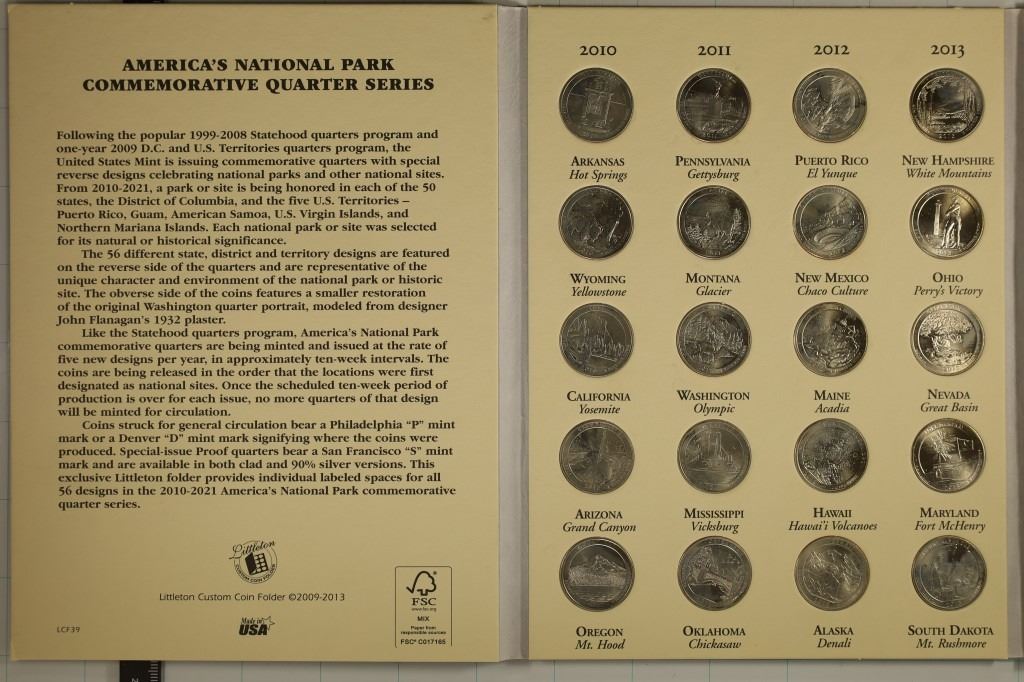 AMERICA'S NATIONAL PARK
COMMEMORATIVE QUARTER SERIES
Following the popular 1999-2008 Statehood quarters program and
one-year 2009 D.C. and U.S. Territories quarters program, the
United States Mint is issuing commemorative quarters with special
reverse designs celebrating national parks and other national sites.
From 2010-2021, a park or site is being honored in each of the 50
states, the District of Columbia, and the five U.S. Territories –
Puerto Rico, Guam, American Samoa, U.S. Virgin Islands, and
Northern Mariana Islands. Each national park or site was selected
for its natural or historical significance.
The 56 different state, district and territory designs are featured
on the reverse side of the quarters and are representative of the
unique character and environment of the national park or historic
site. The obverse side of the coins features a smaller restoration
of the original Washington quarter portrait, modeled from designer
John Flanagan's 1932 plaster.
Like the Statehood quarters program, America's National Park
commemorative quarters are being minted and issued at the rate of
five new designs per year, in approximately ten-week intervals. The
coins are being released in the order that the locations were first
designated as national sites. Once the scheduled ten-week period of
production is over for each issue, no more quarters of that design
will be minted for circulation.
Coins struck for general circulation bear a Philadelphia "P" mint
mark or a Denver "D" mint mark signifying where the coins were
produced. Special-issue Proof quarters bear a San Francisco "S" mint
mark and are available in both clad and 90% silver versions. This
exclusive Littleton folder provides individual labeled spaces for all
56 designs in the 2010-2021 America's National Park commemorative
quarter series.
Littleton
CUSTOM COIN FOLDER
Littleton Custom Coin Folder ©2009-2013
LCF39
Made in
USA
FSC
www.fsc.org
MIX
Paper from
responsible sources
FSC® C017165
2010 2011 2012 2013
ARKANSAS PENNSYLVANIA PUERTO RICO NEW HAMPSHIRE
Hot Springs Gettysburg El Yunque White Mountains
WYOMING MONTANA NEW MEXICO OHIO
Yellowstone Glacier Chaco Culture Perry's Victory
CALIFORNIA WASHINGTON MAINE NEVADA
Yosemite Olympic Acadia Great Basin
ARIZONA MISSISSIPPI HAWAII MARYLAND
Grand Canyon Vicksburg Hawai'i Volcanoes Fort McHenry
OREGON OKLAHOMA ALASKA SOUTH DAKOTA
Mt. Hood Chickasaw Denali Mt. Rushmore